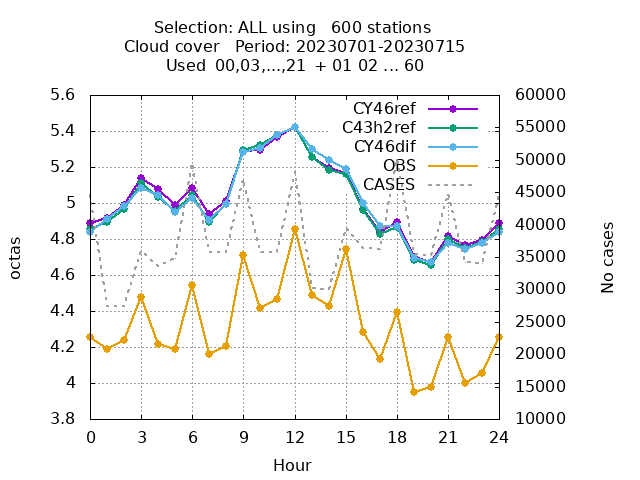 Selection: ALL using   600 stations
Cloud cover   Period: 20230701-20230715
Used  00,03,...,21  + 01 02 ... 60
5.6
5.4
5.2
5
4.8
4.6
4.4
4.2
4
3.8
octas
60000
55000
50000
45000
40000
35000
30000
25000
20000
15000
10000
No cases
CY46ref
C43h2ref
CY46dif
OBS
CASES
0 3 6 9 12 15 18 21 24
Hour